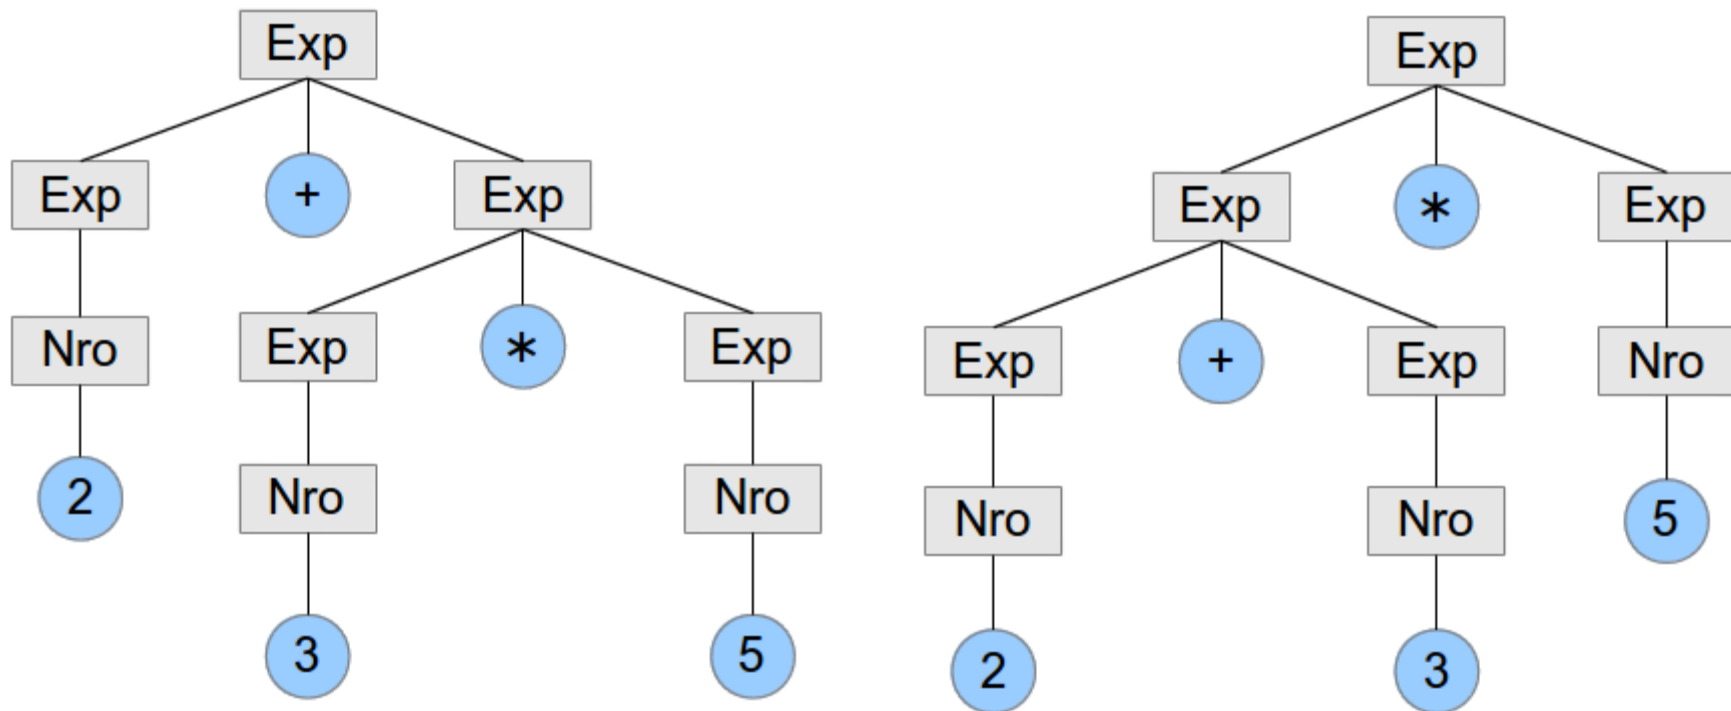 Exp
Exp + Exp
Nro Exp * Exp
2 Nro Nro
3 5
Exp
Exp * Exp
Exp + Exp Nro
Nro Nro 5
2 3